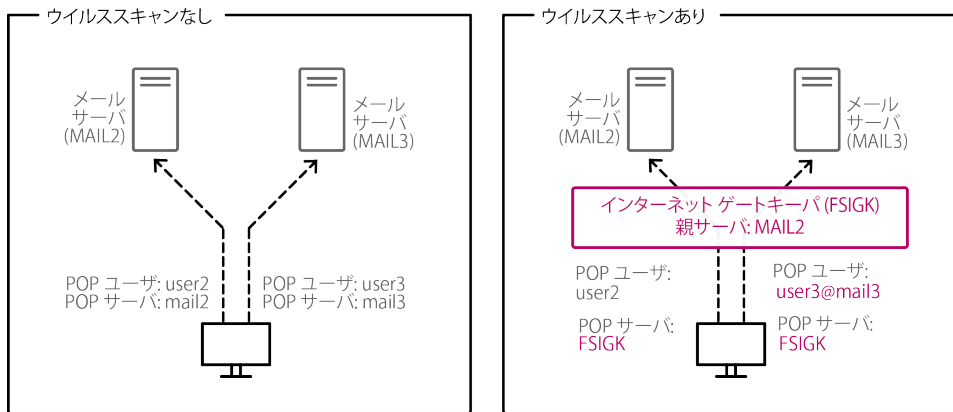 ウイルススキャンなし
メール
サーバ
(MAIL2)
メール
サーバ
(MAIL3)
POP ユーザ: user2
POP サーバ: mail2
POP ユーザ: user3
POP サーバ: mail3
ウイルススキャンあり
メール
サーバ
(MAIL2)
メール
サーバ
(MAIL3)
インターネット ゲートキーパ (FSIGK)
親サーバ: MAIL2
POP ユーザ:
user2
POP サーバ:
FSIGK
POP ユーザ:
user3@mail3
POP サーバ:
FSIGK